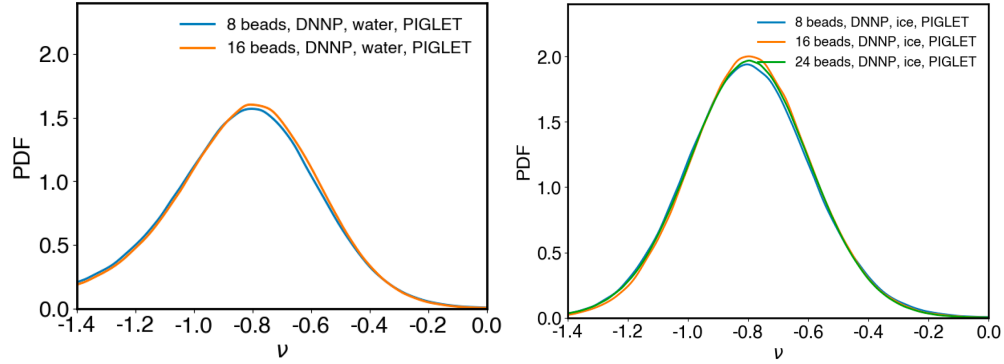 8 beads, DNNP, water, PIGLET
16 beads, DNNP, water, PIGLET
PDF
2.0
1.5
1.0
0.5
0.0
-1.4 -1.2 -1.0 -0.8 -0.6 -0.4 -0.2 0.0
ν
8 beads, DNNP, ice, PIGLET
16 beads, DNNP, ice, PIGLET
24 beads, DNNP, ice, PIGLET
PDF
2.0
1.5
1.0
0.5
0.0
-1.4 -1.2 -1.0 -0.8 -0.6 -0.4 -0.2 0.0
ν